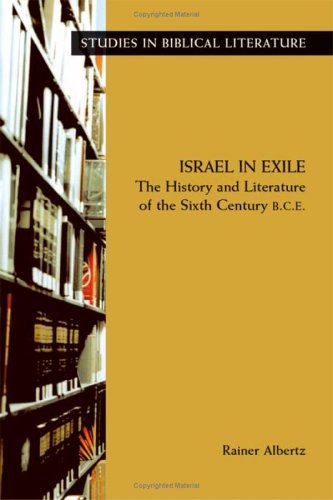 STUDIES IN BIBLICAL LITERATURE
ISRAEL IN EXILE
The History and Literature
of the Sixth Century B.C.E.
Rainer Albertz